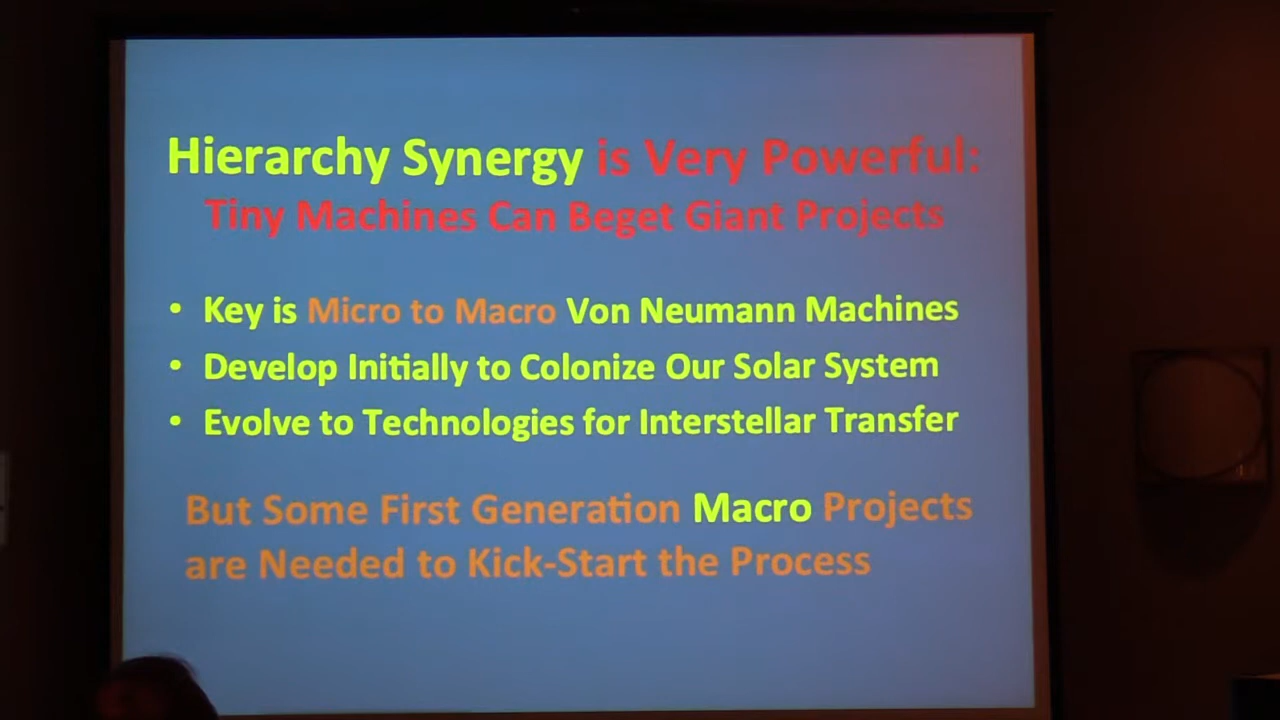 Hierarchy Synergy is Very Powerful:
Tiny Machines Can Beget Giant Projects
• Key is Micro to Macro Von Neumann Machines
• Develop Initially to Colonize Our Solar System
• Evolve to Technologies for Interstellar Transfer
But Some First Generation Macro Projects
are Needed to Kick-Start the Process